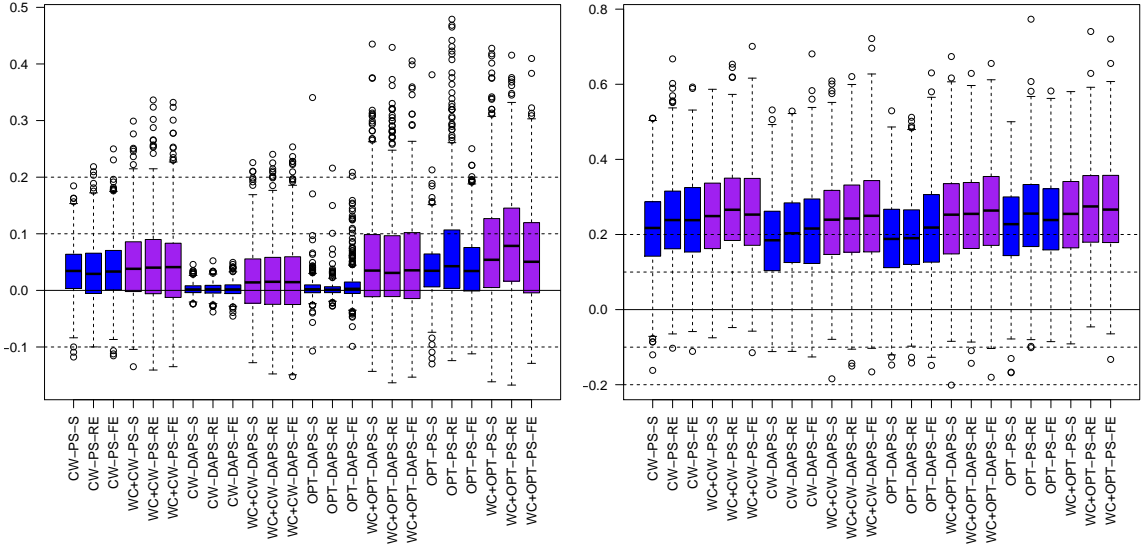 0.5
0.4
0.3
0.2
0.1
0.0
−0.1
CW−PS−S
CW−PS−RE
CW−PS−FE
WC+CW−PS−S
WC+CW−PS−RE
WC+CW−PS−FE
CW−DAPS−S
CW−DAPS−RE
CW−DAPS−FE
WC+CW−DAPS−S
WC+CW−DAPS−RE
WC+CW−DAPS−FE
OPT−DAPS−S
OPT−DAPS−RE
OPT−DAPS−FE
WC+OPT−DAPS−S
WC+OPT−DAPS−RE
WC+OPT−DAPS−FE
OPT−PS−S
OPT−PS−RE
OPT−PS−FE
WC+OPT−PS−S
WC+OPT−PS−RE
WC+OPT−PS−FE
0.8
0.6
0.4
0.2
0.0
−0.2
CW−PS−S
CW−PS−RE
CW−PS−FE
WC+CW−PS−S
WC+CW−PS−RE
WC+CW−PS−FE
CW−DAPS−S
CW−DAPS−RE
CW−DAPS−FE
WC+CW−DAPS−S
WC+CW−DAPS−RE
WC+CW−DAPS−FE
OPT−DAPS−S
OPT−DAPS−RE
OPT−DAPS−FE
WC+OPT−DAPS−S
WC+OPT−DAPS−RE
WC+OPT−DAPS−FE
OPT−PS−S
OPT−PS−RE
OPT−PS−FE
WC+OPT−PS−S
WC+OPT−PS−RE
WC+OPT−PS−FE